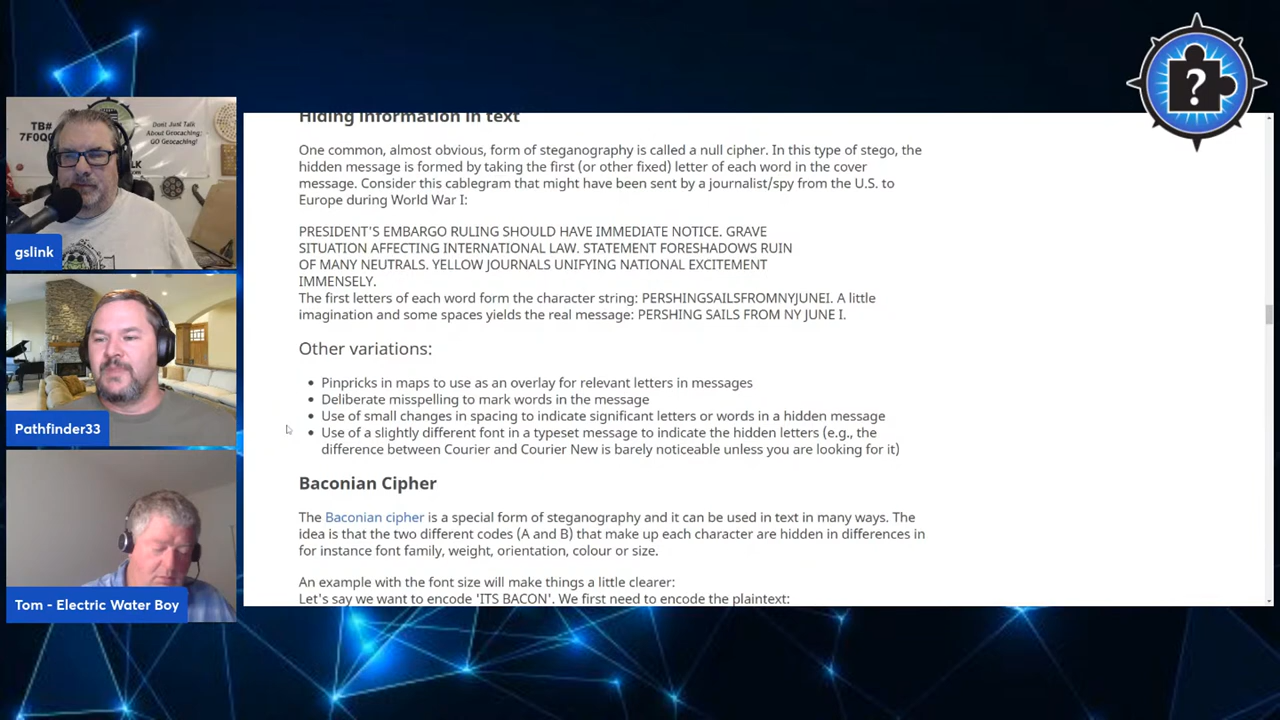 TB#
7F0Q
Don't Just Talk
About Geocaching;
GO Geocaching!
LK
gslink
Pathfinder33
Tom - Electric Water Boy
?
Hiding information in text
One common, almost obvious, form of steganography is called a null cipher. In this type of stego, the
hidden message is formed by taking the first (or other fixed) letter of each word in the cover
message. Consider this cablegram that might have been sent by a journalist/spy from the U.S. to
Europe during World War I:
PRESIDENT'S EMBARGO RULING SHOULD HAVE IMMEDIATE NOTICE. GRAVE
SITUATION AFFECTING INTERNATIONAL LAW. STATEMENT FORESHADOWS RUIN
OF MANY NEUTRALS. YELLOW JOURNALS UNIFYING NATIONAL EXCITEMENT
IMMENSELY.
The first letters of each word form the character string: PERSHINGSAILSFROMNYJUNEI. A little
imagination and some spaces yields the real message: PERSHING SAILS FROM NY JUNE I.
Other variations:
• Pinpricks in maps to use as an overlay for relevant letters in messages
• Deliberate misspelling to mark words in the message
• Use of small changes in spacing to indicate significant letters or words in a hidden message
• Use of a slightly different font in a typeset message to indicate the hidden letters (e.g., the
difference between Courier and Courier New is barely noticeable unless you are looking for it)
Baconian Cipher
The Baconian cipher is a special form of steganography and it can be used in text in many ways. The
idea is that the two different codes (A and B) that make up each character are hidden in differences in
for instance font family, weight, orientation, colour or size.
An example with the font size will make things a little clearer:
Let's say we want to encode 'ITS BACON'. We first need to encode the plaintext: